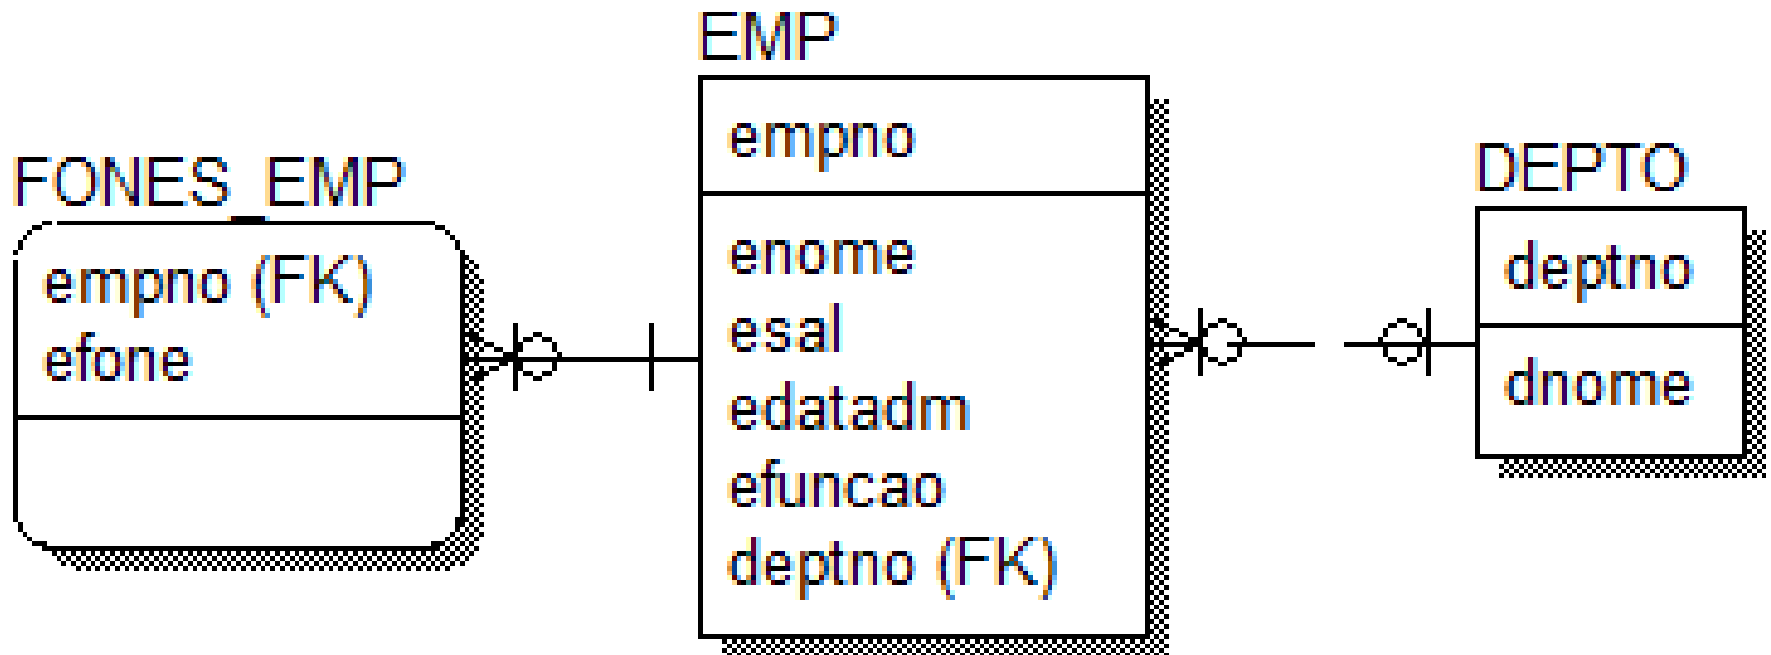 FONES_EMP
empno (FK)
efone
EMP
empno
enome
esal
edatadm
efuncao
deptno (FK)
DEPTO
deptno
dnome